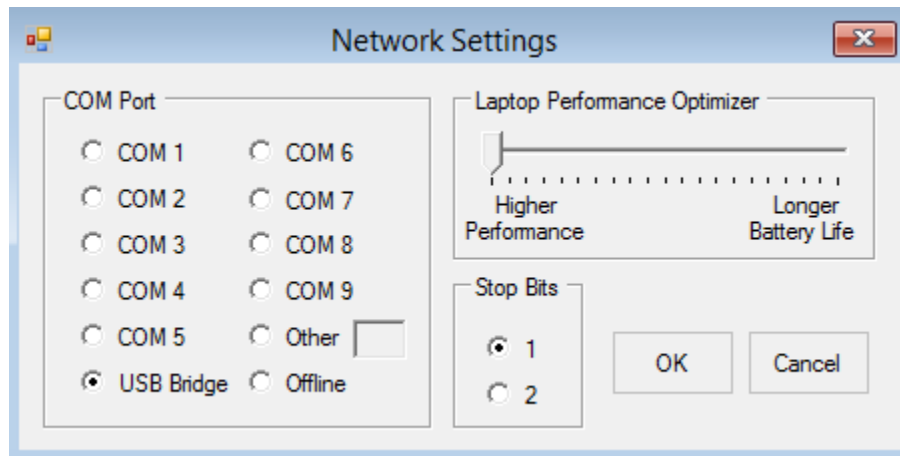 Network Settings
COM Port
COM 1
COM 2
COM 3
COM 4
COM 5
USB Bridge
COM 6
COM 7
COM 8
COM 9
Other
Offline
Laptop Performance Optimizer
Higher
Performance
Longer
Battery Life
Stop Bits
1
2
OK
Cancel